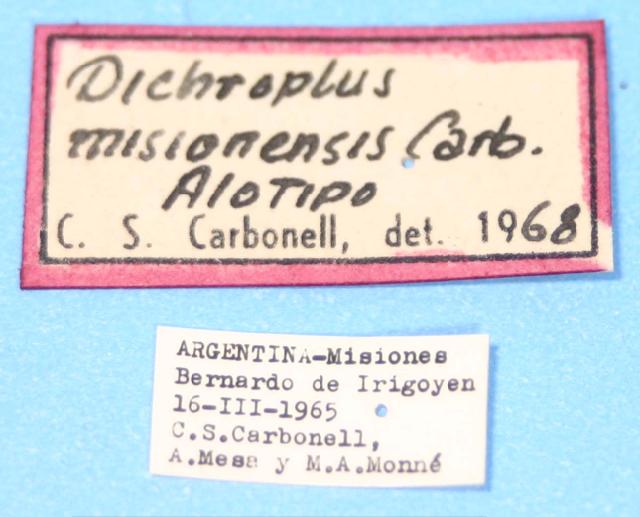 Dichroplus
misionensis Carb.
Alotipo
C. S. Carbonell, det. 1968
ARGENTINA-Misiones
Bernardo de Irigoyen
16-III-1965
C.S.Carbonell,
A.Mesa y M.A.Monné